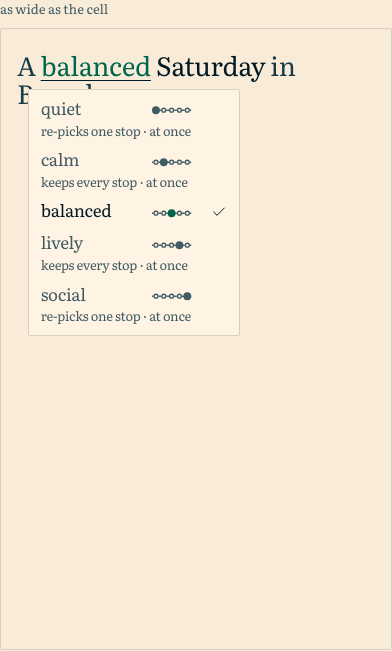 as wide as the cell
A balanced Saturday in
quiet
re-picks one stop · at once
calm
keeps every stop · at once
balanced
lively
keeps every stop · at once
social
re-picks one stop · at once